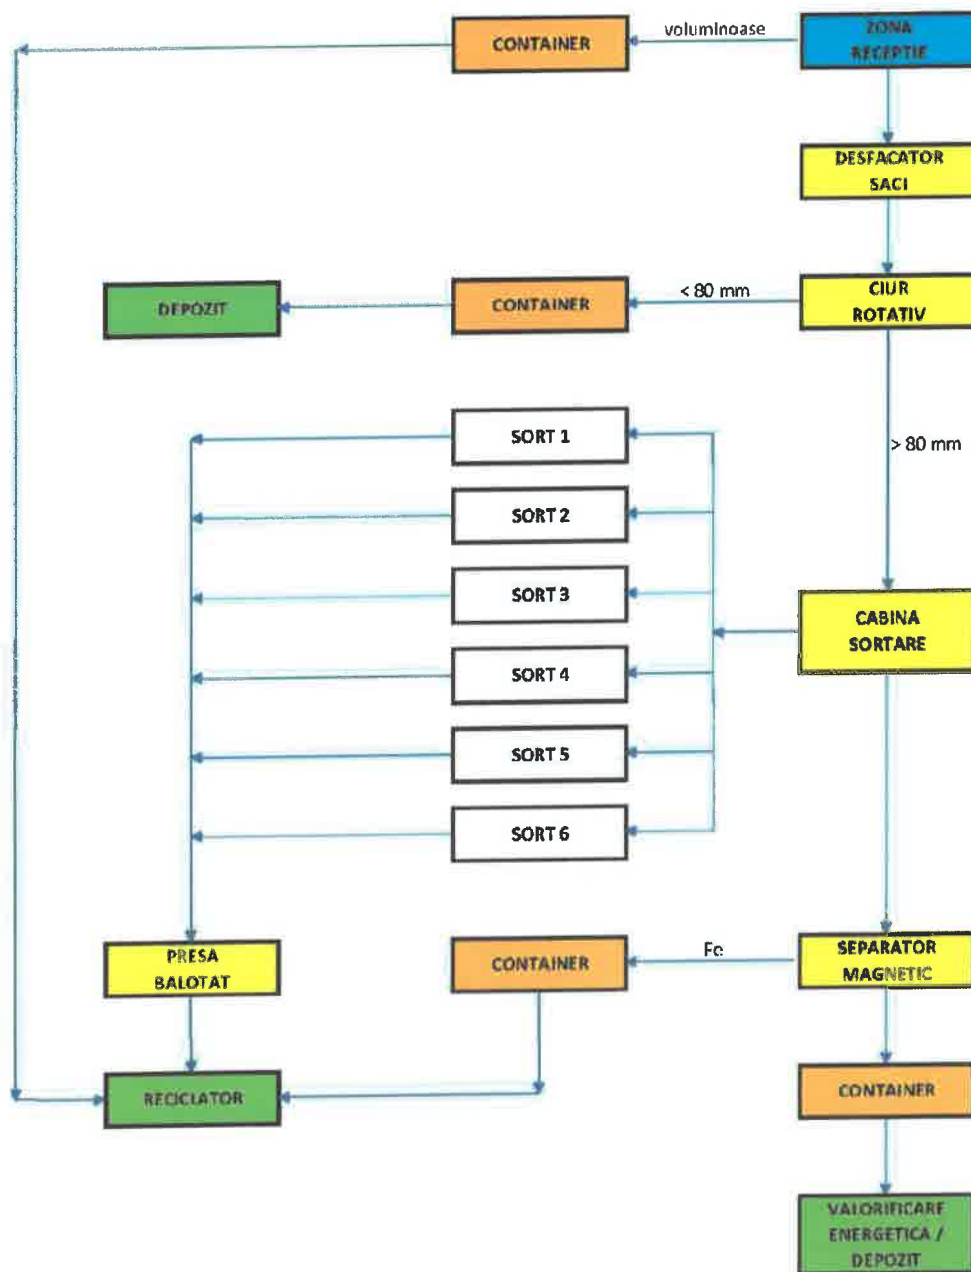 CONTAINER
voluminoase
ZONA
RECEPTIE
DESFACATOR
SACI
DEPOZIT
CONTAINER
< 80 mm
CIUR
ROTATIV
> 80 mm
SORT 1
SORT 2
SORT 3
SORT 4
SORT 5
SORT 6
CABINA
SORTARE
PRESA
BALOTAT
CONTAINER
Fe
SEPARATOR
MAGNETIC
RECICLATOR
CONTAINER
VALORIFICARE
ENERGETICA /
DEPOZIT